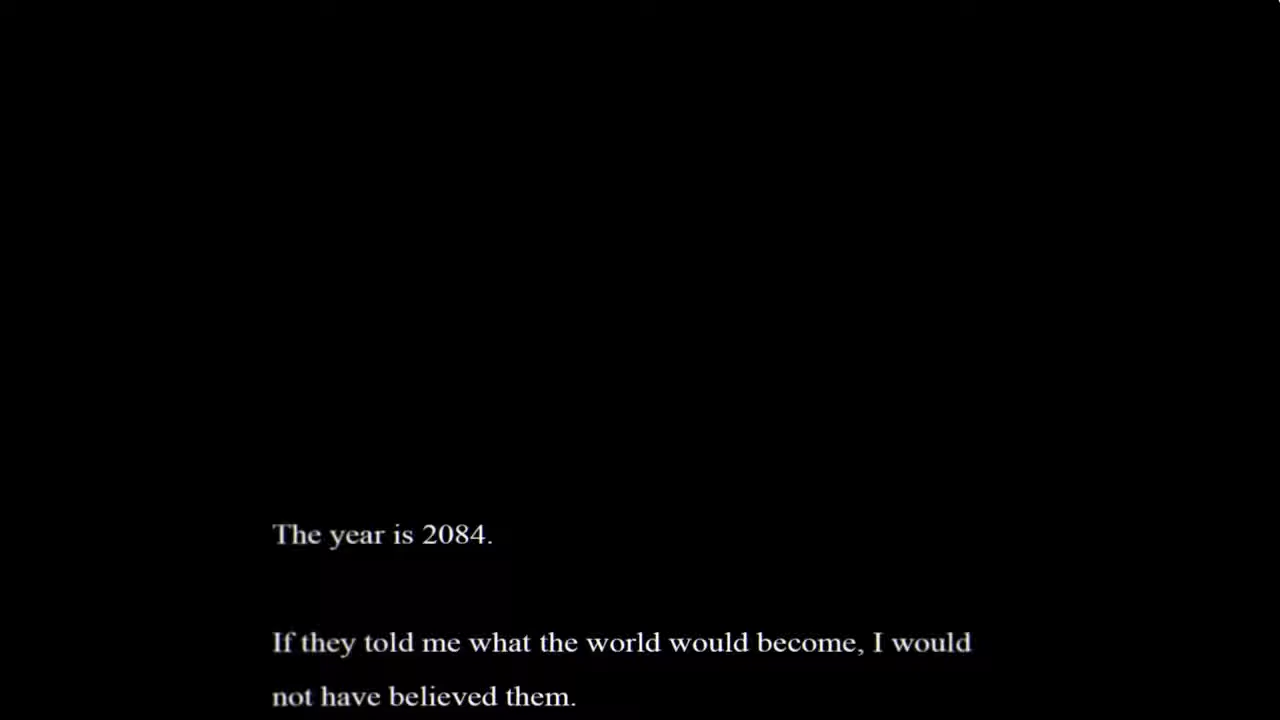 The year is 2084.
If they told me what the world would become, I would
not have believed them.